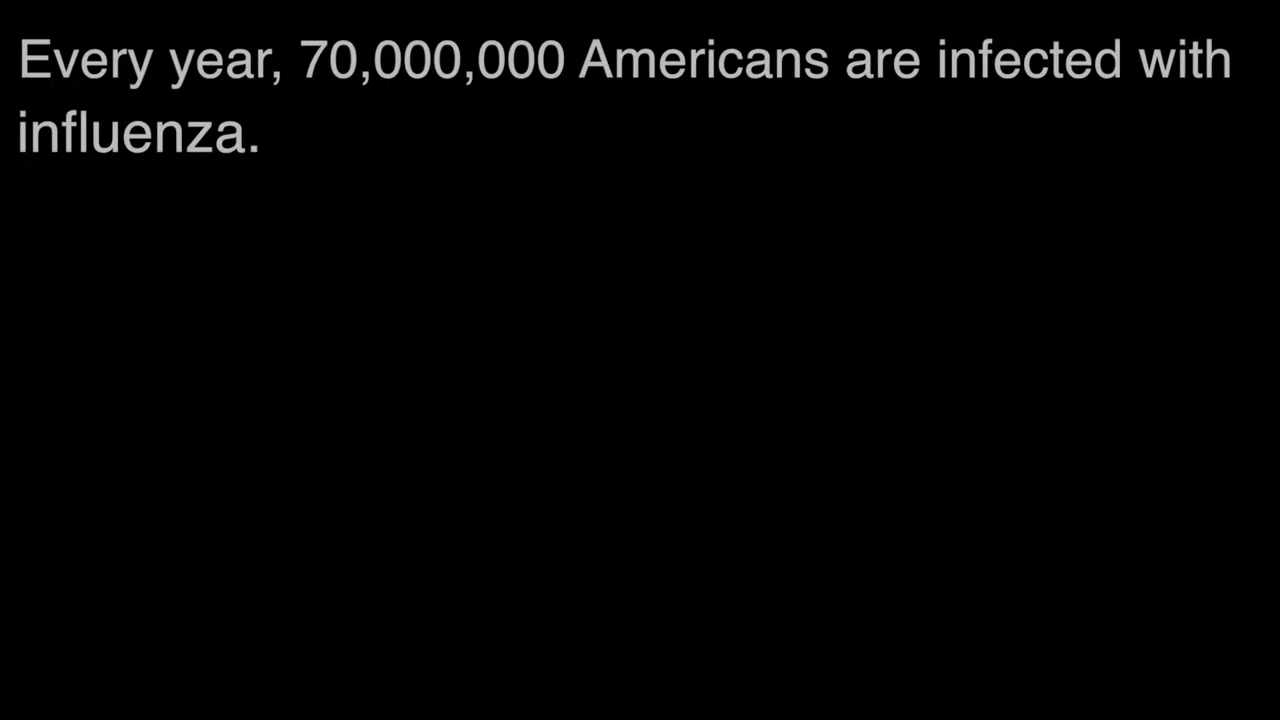 Every year, 70,000,000 Americans are infected with
influenza.